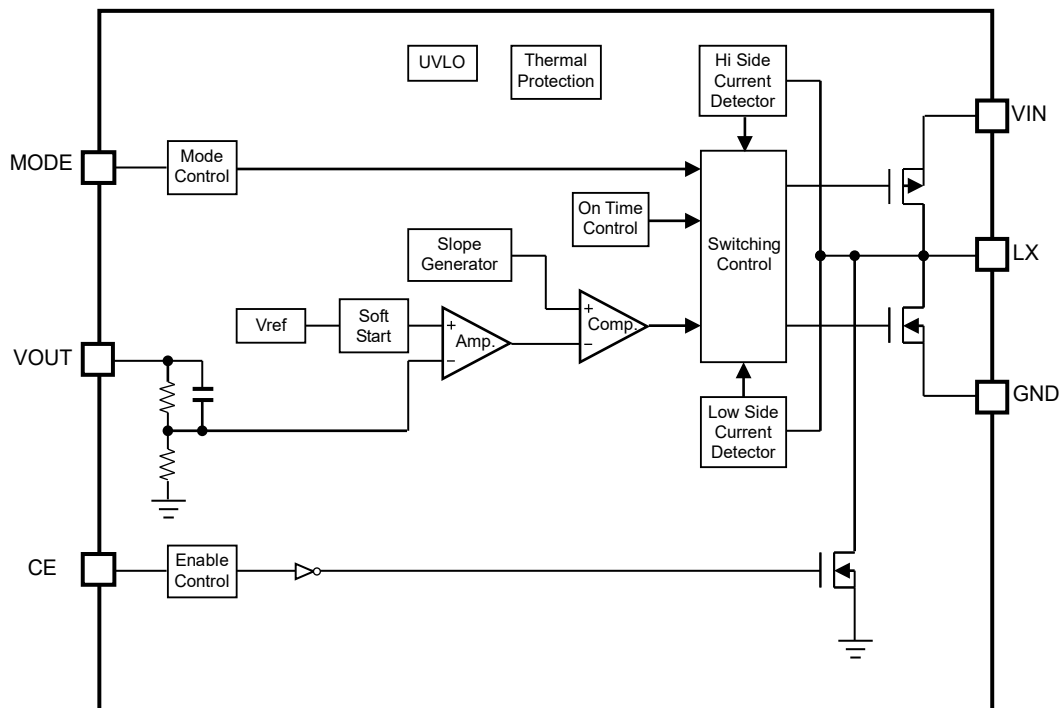 UVLO
Thermal
Protection
Hi Side
Current
Detector
VIN
MODE
Mode
Control
On Time
Control
Switching
Control
LX
Slope
Generator
Vref
Soft
Start
+
Amp.
−
+
Comp.
−
VOUT
GND
Low Side
Current
Detector
CE
Enable
Control